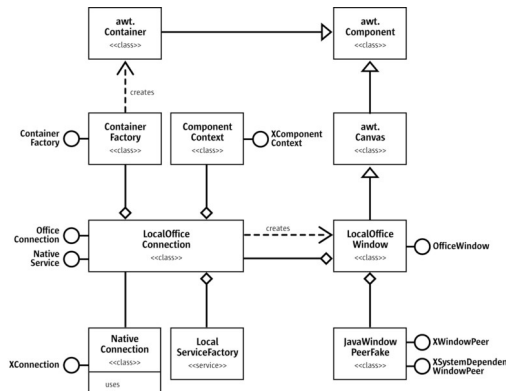 awt.
Container
<<class>>
awt.
Component
<<class>>
creates
Container
Factory
Container
Factory
<<class>>
Component
Context
<<class>>
XComponent
Context
awt.
Canvas
<<class>>
Office
Connection
Native
Service
LocalOffice
Connection
<<class>>
creates
LocalOffice
Window
<<class>>
OfficeWindow
XConnection
Native
Connection
<<class>>
uses
Local
ServiceFactory
<<service>>
JavaWindow
PeerFake
<<class>>
XWindowPeer
XSystemDependent
WindowPeer